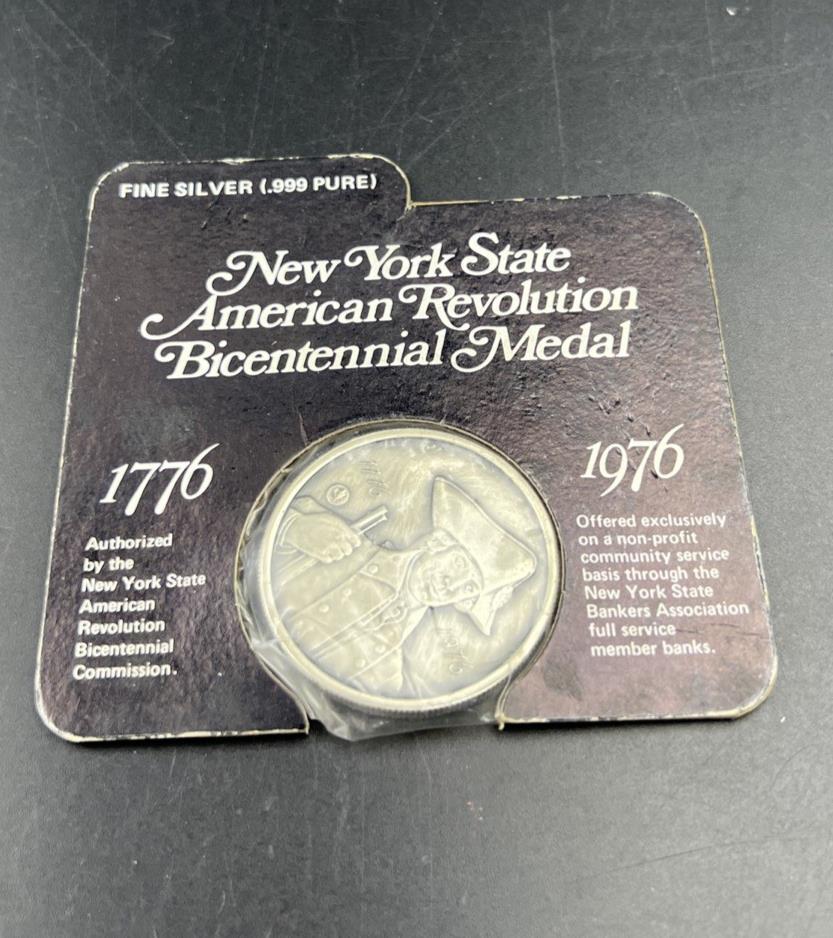 FINE SILVER (.999 PURE)
New York State
American Revolution
Bicentennial Medal
1776
Authorized
by the
New York State
American
Revolution
Bicentennial
Commission.
1976
Offered exclusively
on a non-profit
community service
basis through the
New York State
Bankers Association
full service
member banks.
1776
1976